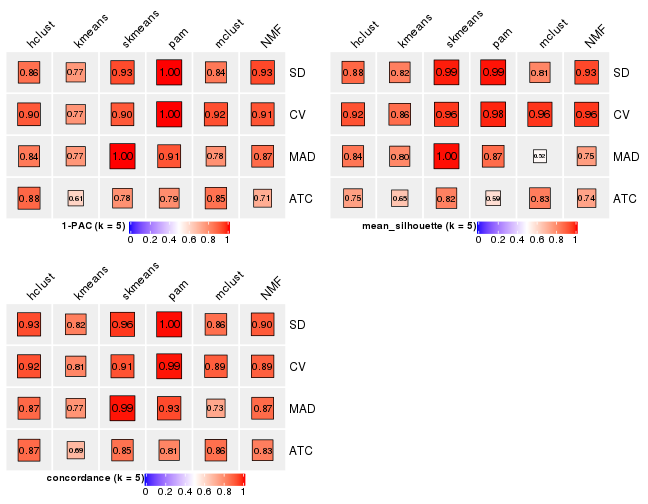 hclust kmeans skmeans pam mclust NMF
0.86 0.77 0.93 1.00 0.84 0.93 SD
0.90 0.77 0.90 1.00 0.92 0.91 CV
0.84 0.77 1.00 0.91 0.78 0.87 MAD
0.88 0.61 0.78 0.79 0.85 0.71 ATC
1-PAC (k = 5)
0 0.2 0.4 0.6 0.8 1
hclust kmeans skmeans pam mclust NMF
0.88 0.82 0.99 0.99 0.81 0.93 SD
0.92 0.86 0.96 0.98 0.96 0.96 CV
0.84 0.80 1.00 0.87 0.52 0.75 MAD
0.75 0.65 0.82 0.59 0.83 0.74 ATC
mean_silhouette (k = 5)
0 0.2 0.4 0.6 0.8 1
hclust kmeans skmeans pam mclust NMF
0.93 0.82 0.96 1.00 0.86 0.90 SD
0.92 0.81 0.91 0.99 0.89 0.89 CV
0.87 0.77 0.99 0.93 0.73 0.87 MAD
0.87 0.69 0.85 0.81 0.86 0.83 ATC
concordance (k = 5)
0 0.2 0.4 0.6 0.8 1